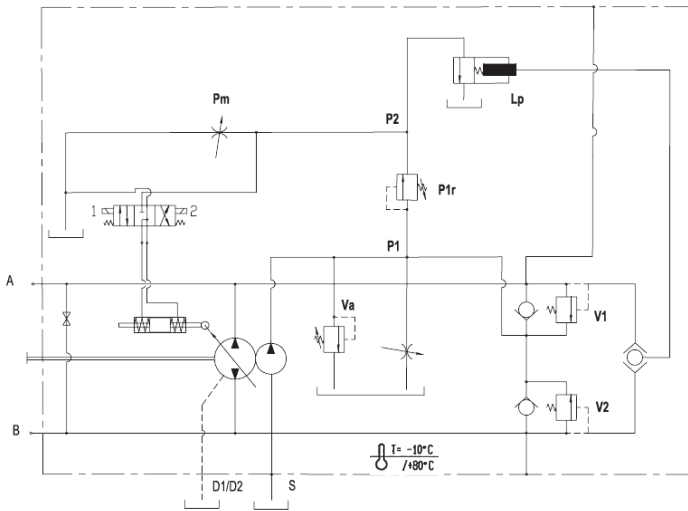 Lp
Pm
P2
P1r
1 2
P1
A
Va
V1
V2
B
T= -10°C
/+80°C
D1/D2 S